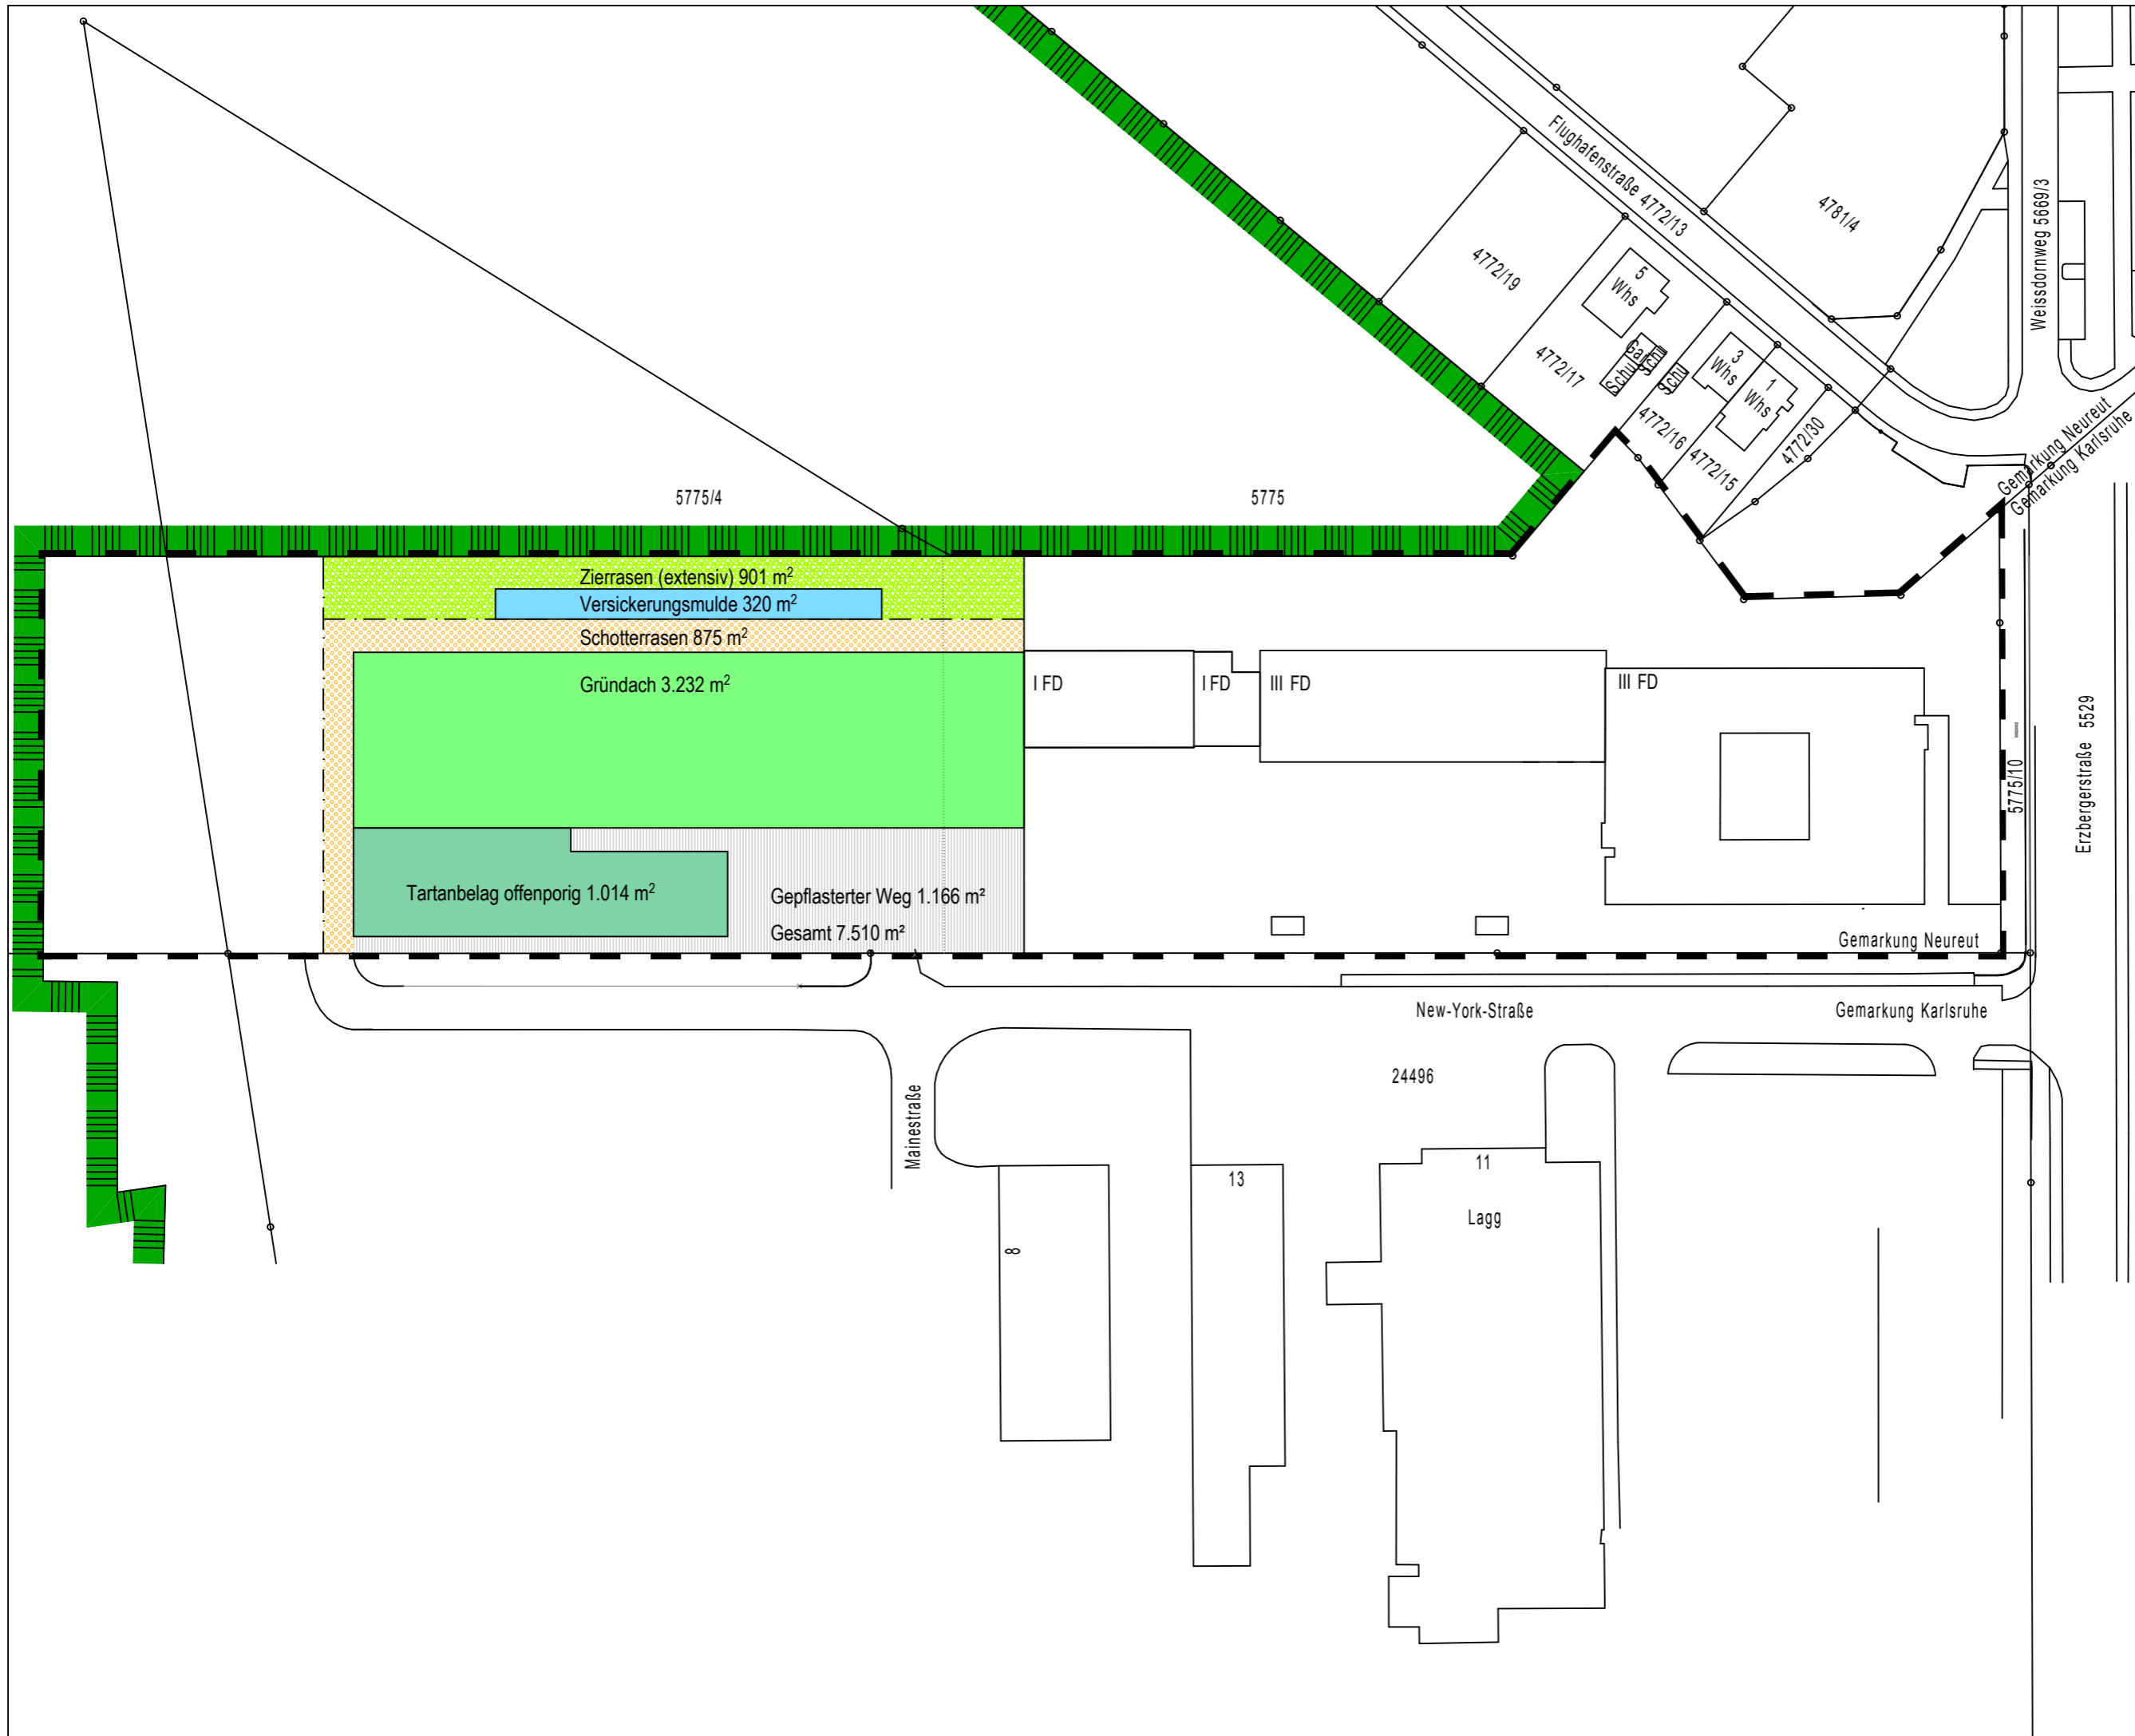 Flughafenstraße 4772/13
4781/4
Weissdornweg 5669/3
4772/19
5
Whs
4772/17
Schu
Schu
3
Whs
1
Whs
4772/16
4772/15
4772/30
Gemarkung Neureut
Gemarkung Karlsruhe
5775/4
5775
Zierrasen (extensiv) 901 m²
Versickerungsmulde 320 m²
Schotterrasen 875 m²
Gründach 3.232 m²
I FD
I FD
III FD
III FD
5775/10
Erzbergerstraße 5529
Tartanbelag offenporig 1.014 m²
Gepflasterter Weg 1.166 m²
Gesamt 7.510 m²
Gemarkung Neureut
New-York-Straße
Gemarkung Karlsruhe
24496
Mainestraße
13
11
Lagg
8